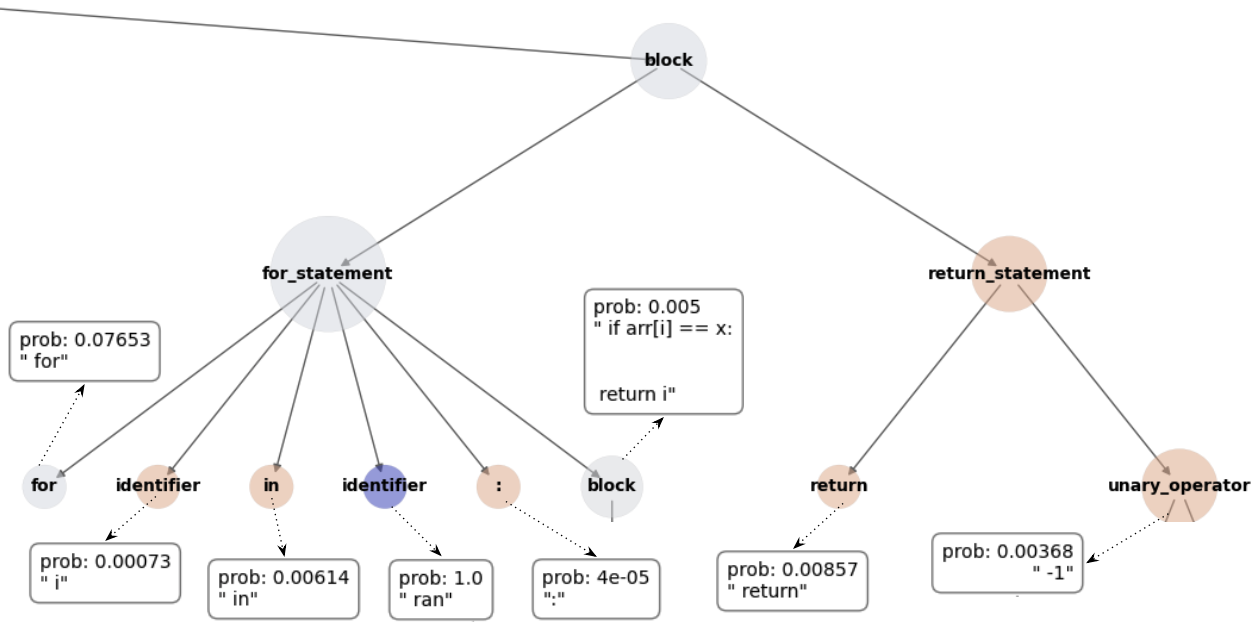 block
for_statement
return_statement
prob: 0.005
" if arr[i] == x:
return i"
prob: 0.07653
" for"
for
identifier
in
identifier
:
block
return
unary_operator
prob: 0.00073
" i"
prob: 0.00614
" in"
prob: 1.0
" ran"
prob: 4e-05
":"
prob: 0.00857
" return"
prob: 0.00368
" -1"